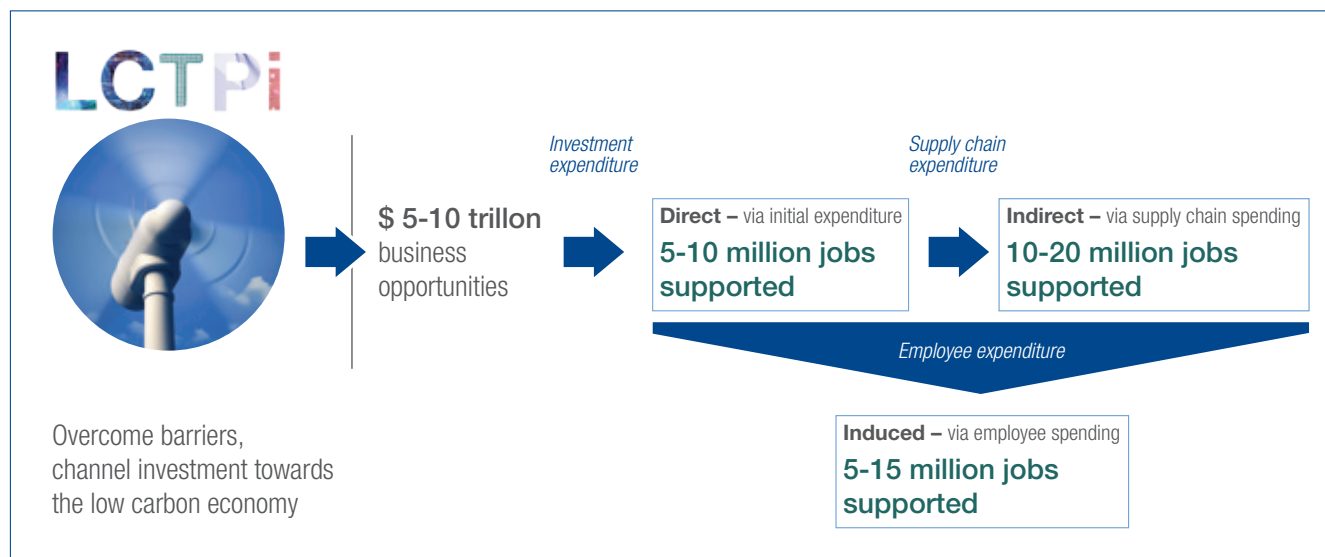 LCTPi
$ 5-10 trillon
business
opportunities
Investment
expenditure
Direct – via initial expenditure
5-10 million jobs
supported
Supply chain
expenditure
Indirect – via supply chain spending
10-20 million jobs
supported
Employee expenditure
Induced – via employee spending
5-15 million jobs
supported
Overcome barriers,
channel investment towards
the low carbon economy